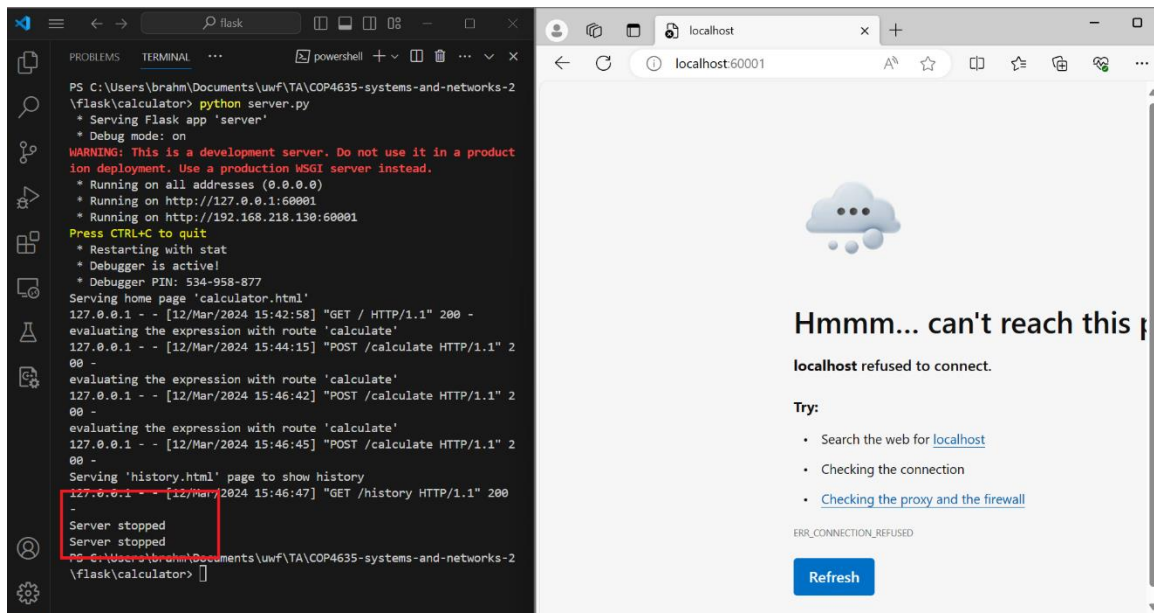 flask
PROBLEMS TERMINAL ... powershell
PS C:\Users\brahm\Documents\uwf\TA\COP4635-systems-and-networks-2
\flask\calculator> python server.py
* Serving Flask app 'server'
* Debug mode: on
WARNING: This is a development server. Do not use it in a product
ion deployment. Use a production WSGI server instead.
* Running on all addresses (0.0.0.0)
* Running on http://127.0.0.1:60001
* Running on http://192.168.218.130:60001
Press CTRL+C to quit
* Restarting with stat
* Debugger is active!
* Debugger PIN: 534-958-877
Serving home page 'calculator.html'
127.0.0.1 - - [12/Mar/2024 15:42:58] "GET / HTTP/1.1" 200 -
evaluating the expression with route 'calculate'
127.0.0.1 - - [12/Mar/2024 15:44:15] "POST /calculate HTTP/1.1" 2
00 -
evaluating the expression with route 'calculate'
127.0.0.1 - - [12/Mar/2024 15:46:42] "POST /calculate HTTP/1.1" 2
00 -
evaluating the expression with route 'calculate'
127.0.0.1 - - [12/Mar/2024 15:46:45] "POST /calculate HTTP/1.1" 2
00 -
Serving 'history.html' page to show history
127.0.0.1 - - [12/Mar/2024 15:46:47] "GET /history HTTP/1.1" 200
-
Server stopped
Server stopped
PS C:\Users\brahm\Documents\uwf\TA\COP4635-systems-and-networks-2
\flask\calculator>
localhost
localhost:60001
Hmmm... can't reach this p
localhost refused to connect.
Try:
• Search the web for localhost
• Checking the connection
• Checking the proxy and the firewall
ERR_CONNECTION_REFUSED
Refresh